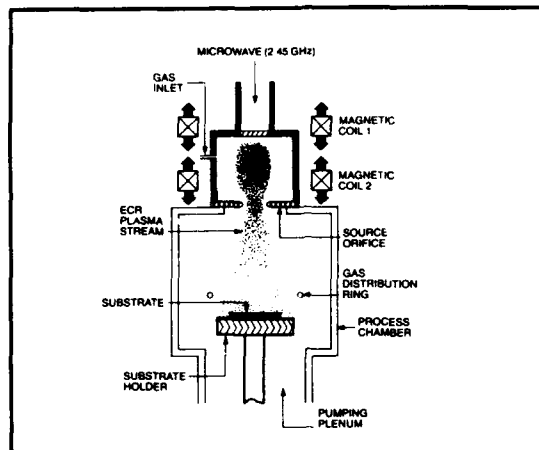 MICROWAVE (2 45 GHz)
GAS
INLET
MAGNETIC
COIL 1
MAGNETIC
COIL 2
ECR
PLASMA
STREAM
SOURCE
ORIFICE
GAS
DISTRIBUTION
RING
SUBSTRATE
PROCESS
CHAMBER
SUBSTRATE
HOLDER
PUMPING
PLENUM